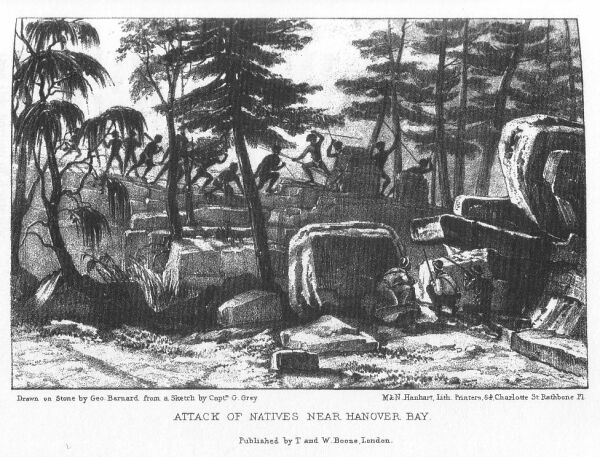 Drawn on Stone by Geo. Barnard from a Sketch by Captn. G. Grey M&N. Hanhart, Lith. Printers, 64, Charlotte St. Rathbone Pl.
ATTACK OF NATIVES NEAR HANOVER BAY.
Published by T and W. Boone, London.